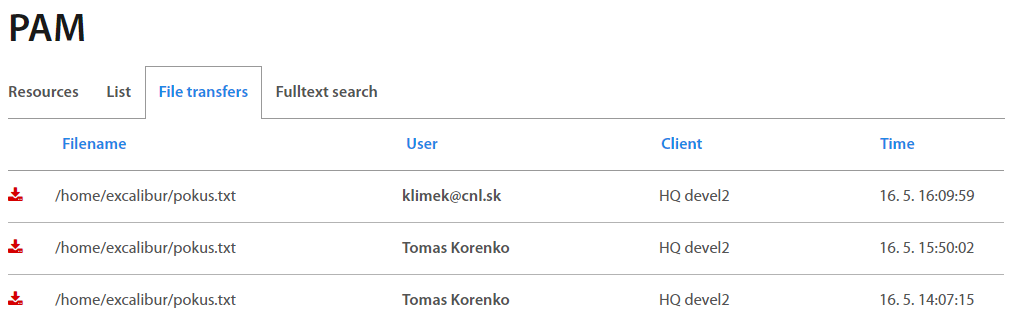 PAM
Resources List File transfers Fulltext search
Filename User Client Time
/home/excalibur/pokus.txt klimek@cnl.sk HQ devel2 16. 5. 16:09:59
/home/excalibur/pokus.txt Tomas Korenko HQ devel2 16. 5. 15:50:02
/home/excalibur/pokus.txt Tomas Korenko HQ devel2 16. 5. 14:07:15